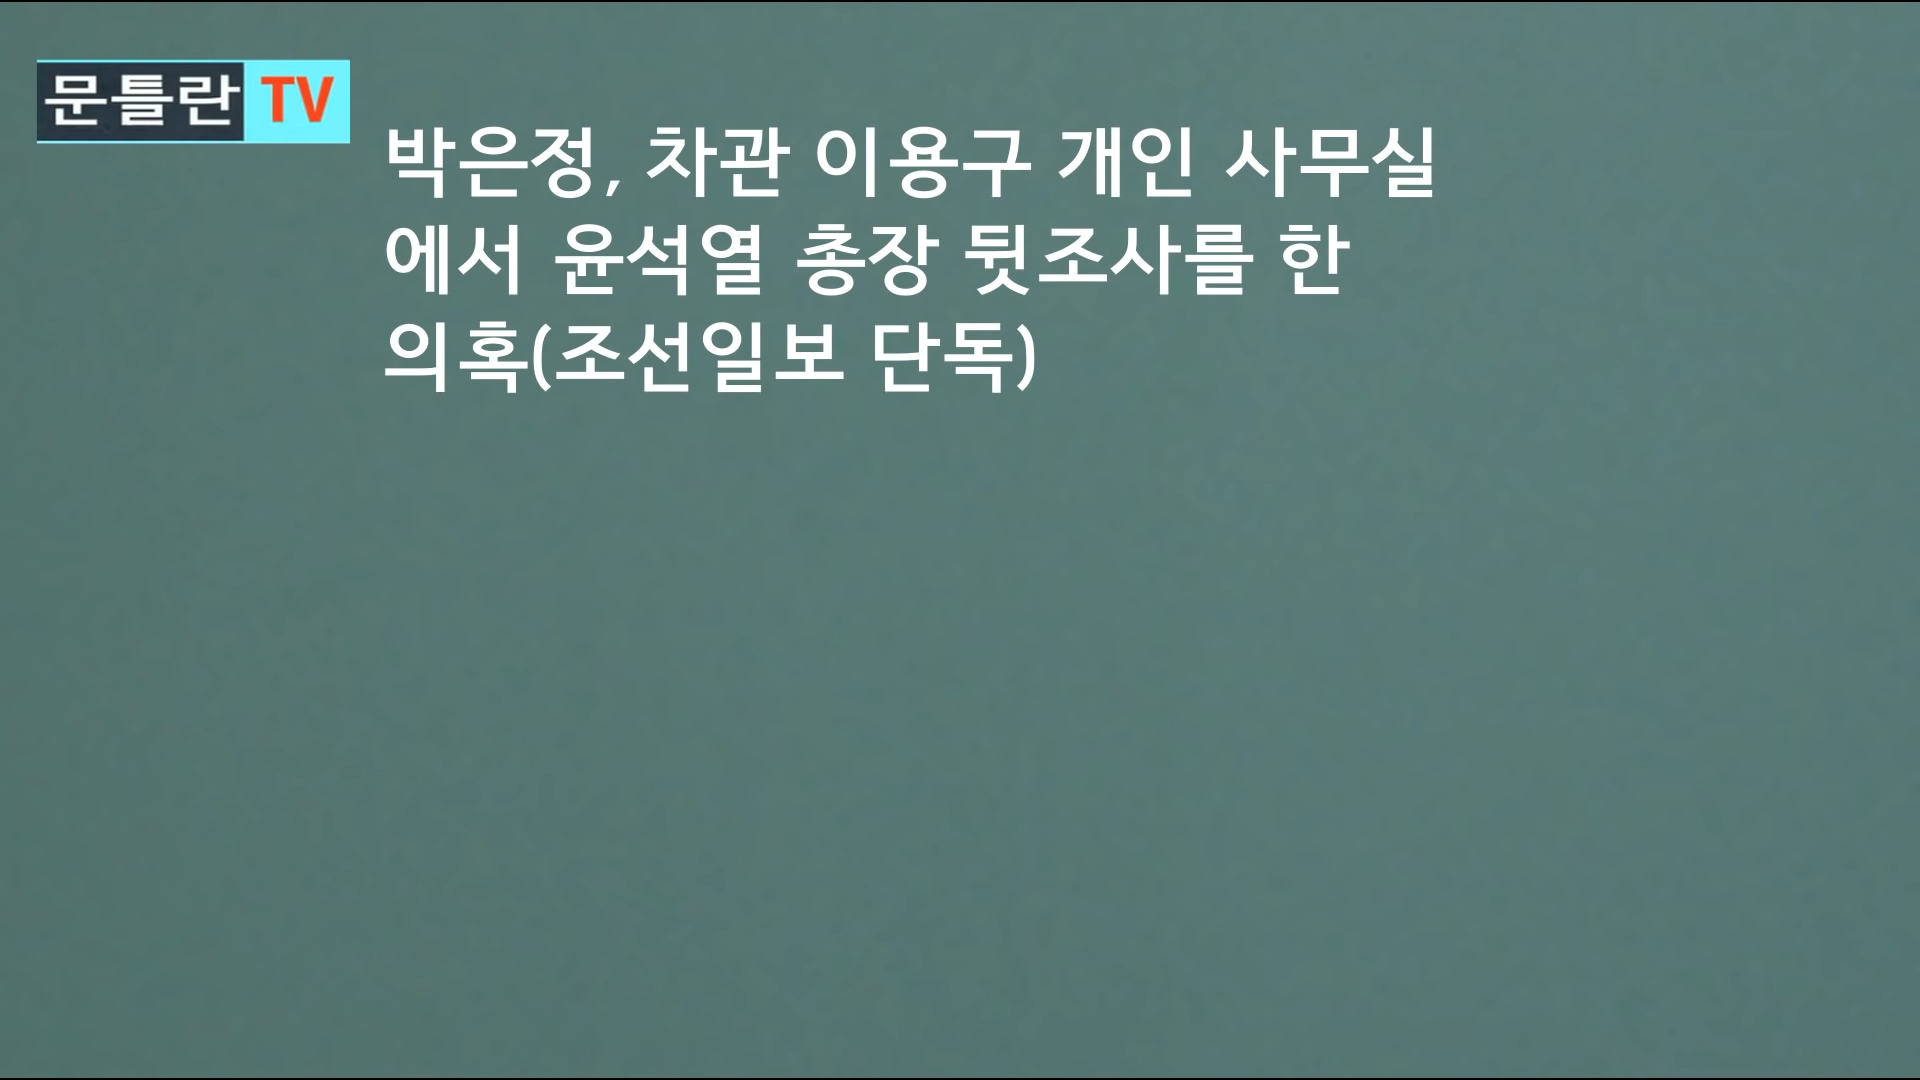 문틀란 TV
박은정, 차관 이용구 개인 사무실
에서 윤석열 총장 뒷조사를 한
의혹(조선일보 단독)